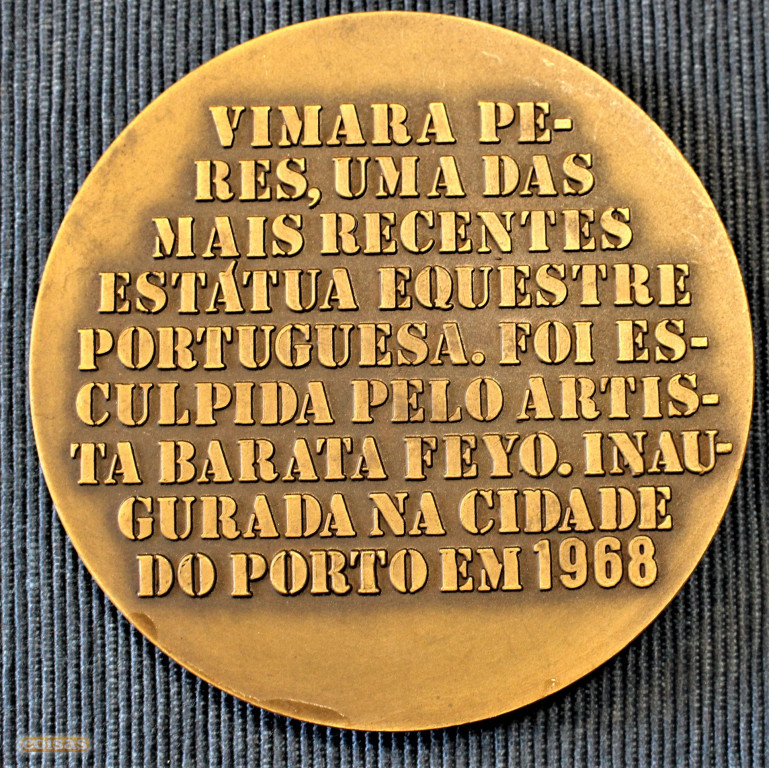 VIMARA PE-
RES, UMA DAS
MAIS RECENTES
ESTÁTUA EQUESTRE
PORTUGUESA. FOI ES-
CULPIDA PELO ARTIS-
TA BARATA FEYO. INAU-
GURADA NA CIDADE
DO PORTO EM 1968
coisas